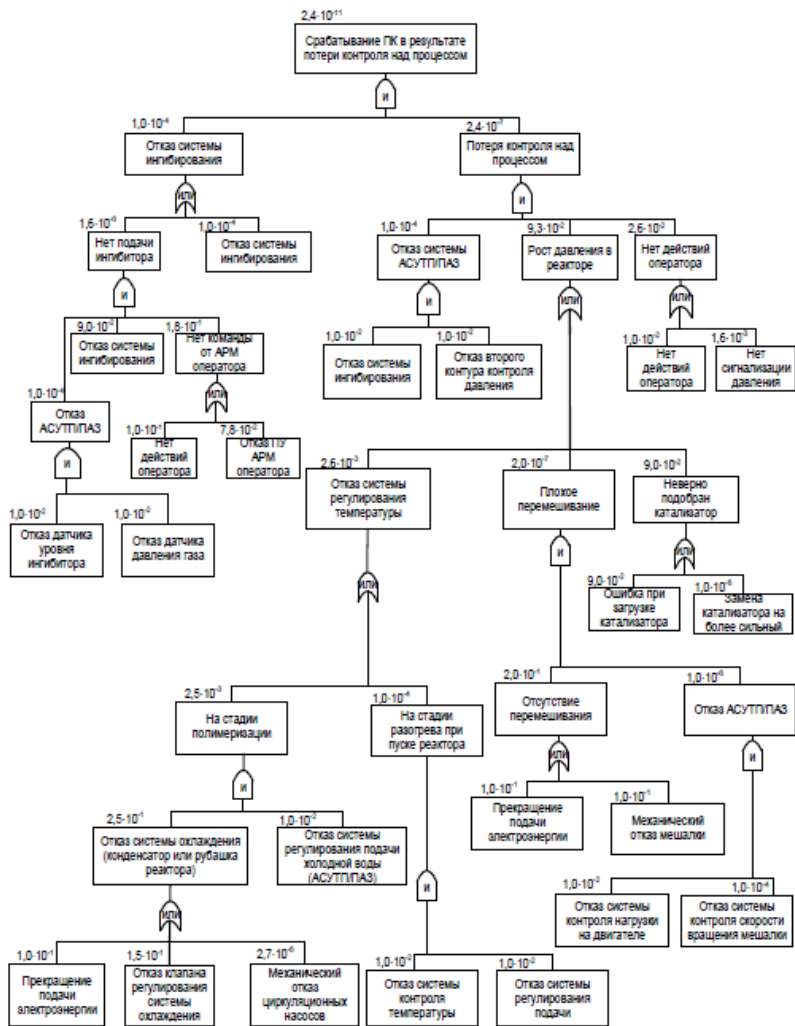 2,4·10⁻¹¹
Срабатывание ПК в результате
потери контроля над процессом
и
1,0·10⁻⁴
Отказ системы
ингибирования
2,4·10⁻⁷
Потеря контроля над
процессом
или
и
1,6·10⁻⁶
Нет подачи
ингибитора
1,0·10⁻⁴
Отказ системы
ингибирования
1,0·10⁻⁴
Отказ системы
АСУТП/ПАЗ
9,3·10⁻²
Рост давления в
реакторе
2,6·10⁻²
Нет действий
оператора
и
и
или
или
9,0·10⁻²
Отказ системы
ингибирования
1,8·10⁻¹
Нет команды
от АРМ
оператора
1,0·10⁻²
Отказ системы
ингибирования
1,0·10⁻²
Отказ второго
контура контроля
давления
1,0·10⁻²
Нет
действий
оператора
1,6·10⁻³
Нет
сигнализации
давления
1,0·10⁻⁴
Отказ
АСУТП/ПАЗ
или
и
1,0·10⁻¹
Нет
действий
оператора
7,8·10⁻²
Отказ ПУ
АРМ
оператора
1,0·10⁻²
Отказ датчика
уровня
ингибитора
1,0·10⁻²
Отказ датчика
давления газа
2,6·10⁻³
Отказ системы
регулирования
температуры
2,0·10⁻⁷
Плохое
перемешивание
9,0·10⁻²
Неверно
подобран
катализатор
или
и
или
9,0·10⁻²
Ошибка при
загрузке
катализатора
1,0·10⁻⁶
Замена
катализатора на
более сильный
2,5·10⁻³
На стадии
полимеризации
1,0·10⁻⁴
На стадии
разогрева при
пуске реактора
2,0·10⁻¹
Отсутствие
перемешивания
1,0·10⁻⁶
Отказ АСУТП/ПАЗ
и
и
или
и
2,5·10⁻¹
Отказ системы охлаждения
(конденсатор или рубашка
реактора)
1,0·10⁻²
Отказ системы
регулирования подачи
холодной воды
(АСУТП/ПАЗ)
1,0·10⁻¹
Прекращение
подачи
электроэнергии
1,0·10⁻¹
Механический
отказ мешалки
или
1,0·10⁻²
Отказ системы
контроля нагрузки
на двигателе
1,0·10⁻⁴
Отказ системы
контроля скорости
вращения мешалки
1,0·10⁻¹
Прекращение
подачи
электроэнергии
1,5·10⁻¹
Отказ клапана
регулирования
системы
охлаждения
2,7·10⁻⁶
Механический
отказ
циркуляционных
насосов
1,0·10⁻²
Отказ системы
контроля
температуры
1,0·10⁻²
Отказ системы
регулирования
подачи